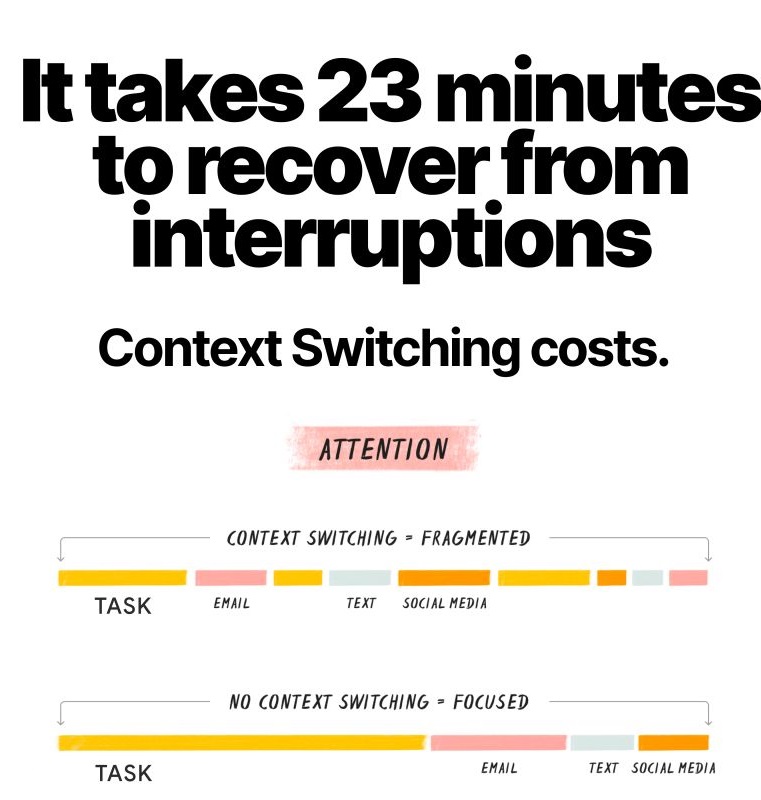 It takes 23 minutes
to recover from
interruptions
Context Switching costs.
ATTENTION
CONTEXT SWITCHING = FRAGMENTED
TASK
EMAIL
TEXT
SOCIAL MEDIA
NO CONTEXT SWITCHING = FOCUSED
TASK
EMAIL
TEXT
SOCIAL MEDIA